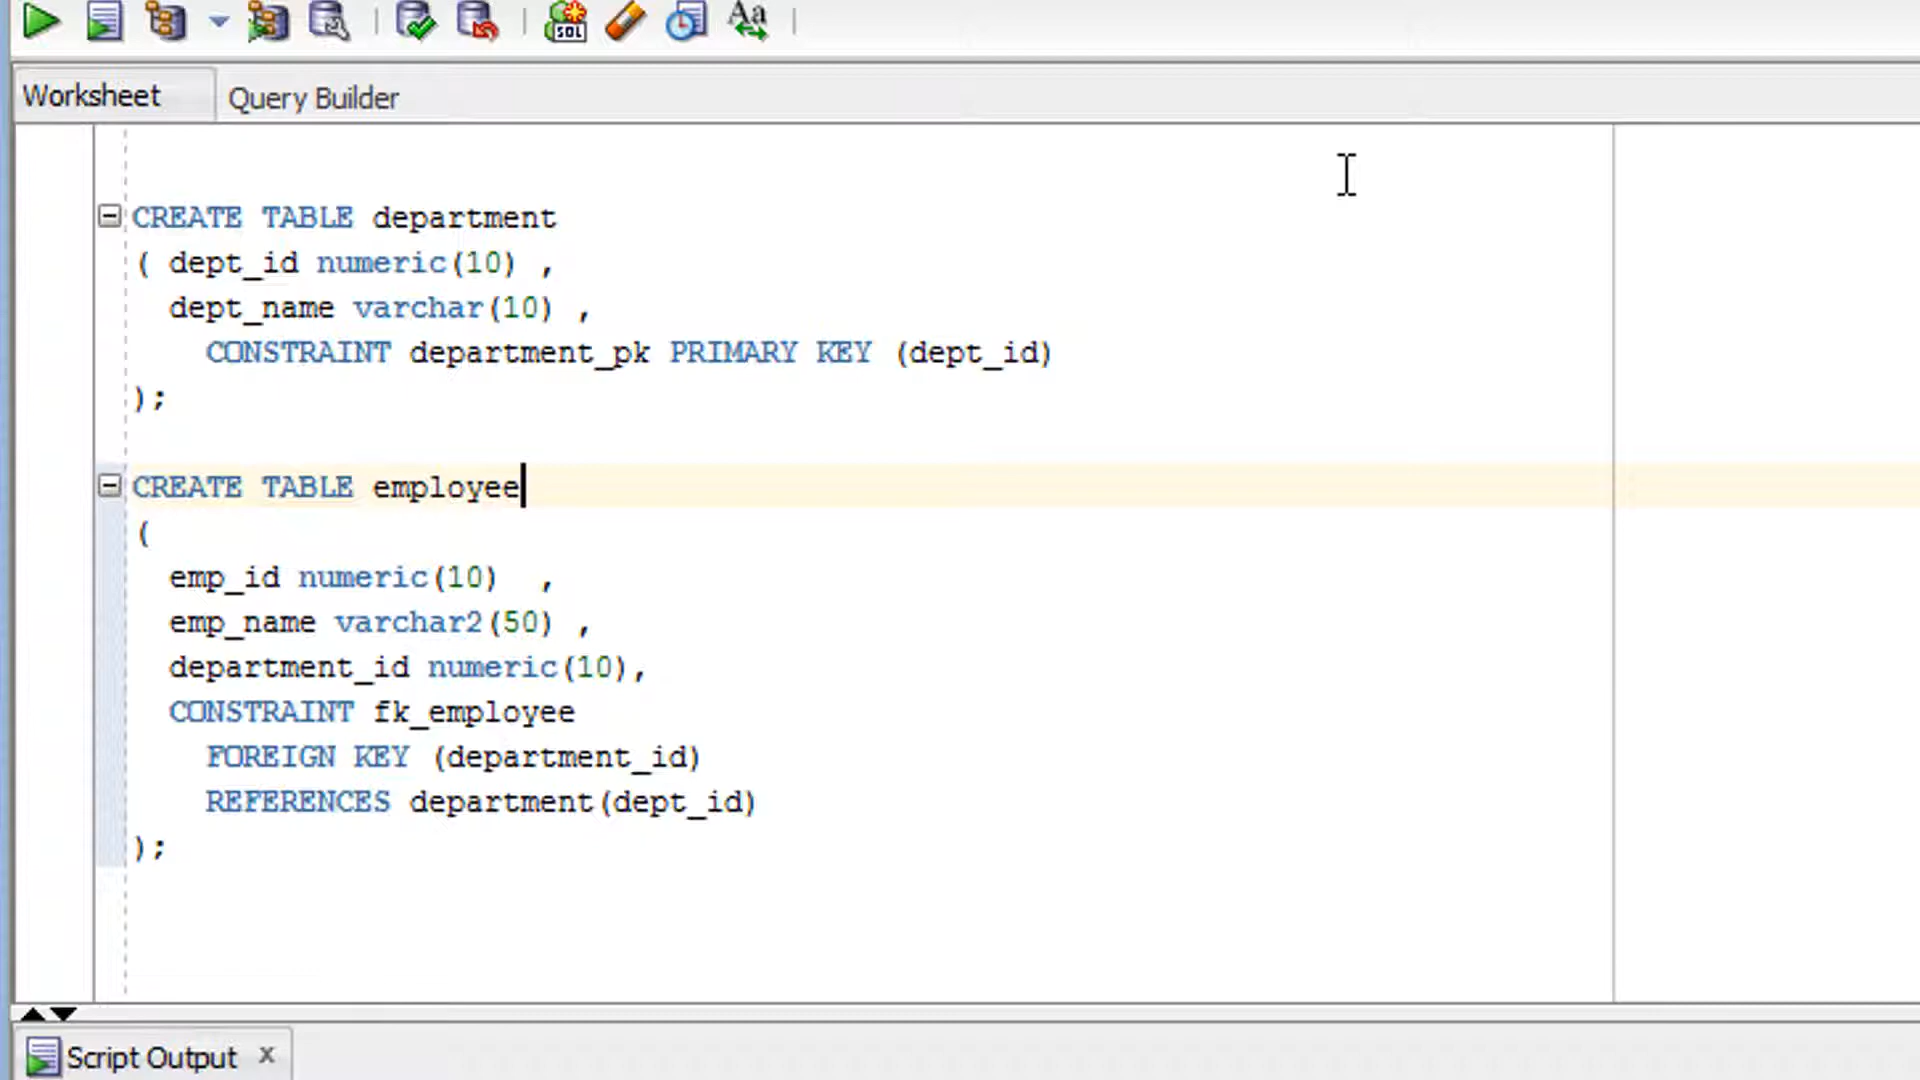 SQL
Aa
Worksheet
Query Builder
CREATE TABLE department
( dept_id numeric(10) ,
dept_name varchar(10) ,
CONSTRAINT department_pk PRIMARY KEY (dept_id)
);
CREATE TABLE employee
(
emp_id numeric(10)  ,
emp_name varchar2(50) ,
department_id numeric(10),
CONSTRAINT fk_employee
FOREIGN KEY (department_id)
REFERENCES department(dept_id)
);
Script Output x